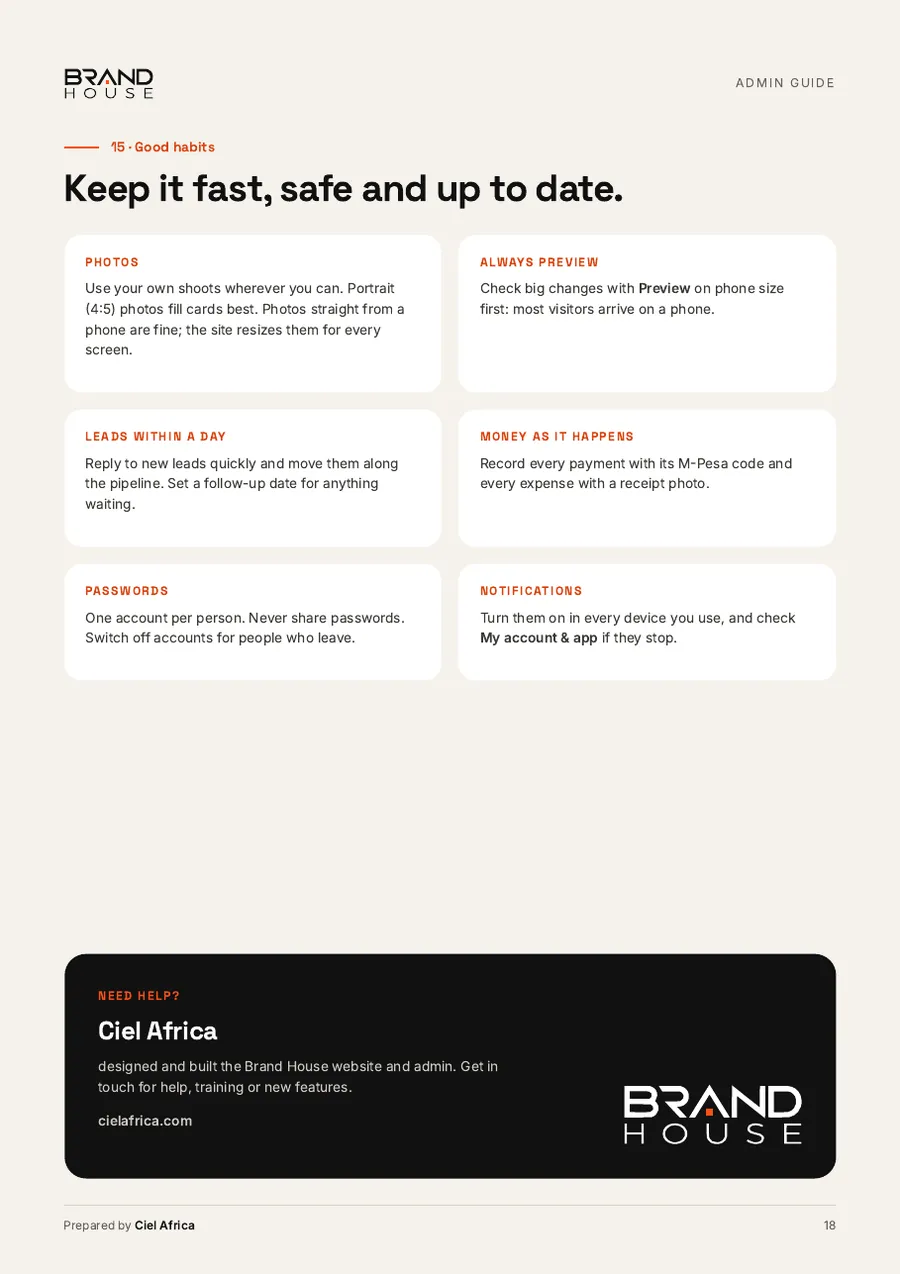 BRAND
HOUSE
ADMIN GUIDE
15 · Good habits
Keep it fast, safe and up to date.
PHOTOS
Use your own shoots wherever you can. Portrait
(4:5) photos fill cards best. Photos straight from a
phone are fine; the site resizes them for every
screen.
ALWAYS PREVIEW
Check big changes with Preview on phone size
first: most visitors arrive on a phone.
LEADS WITHIN A DAY
Reply to new leads quickly and move them along
the pipeline. Set a follow-up date for anything
waiting.
MONEY AS IT HAPPENS
Record every payment with its M-Pesa code and
every expense with a receipt photo.
PASSWORDS
One account per person. Never share passwords.
Switch off accounts for people who leave.
NOTIFICATIONS
Turn them on in every device you use, and check
My account & app if they stop.
NEED HELP?
Ciel Africa
designed and built the Brand House website and admin. Get in
touch for help, training or new features.
cielafrica.com
BRAND
HOUSE
Prepared by Ciel Africa
18